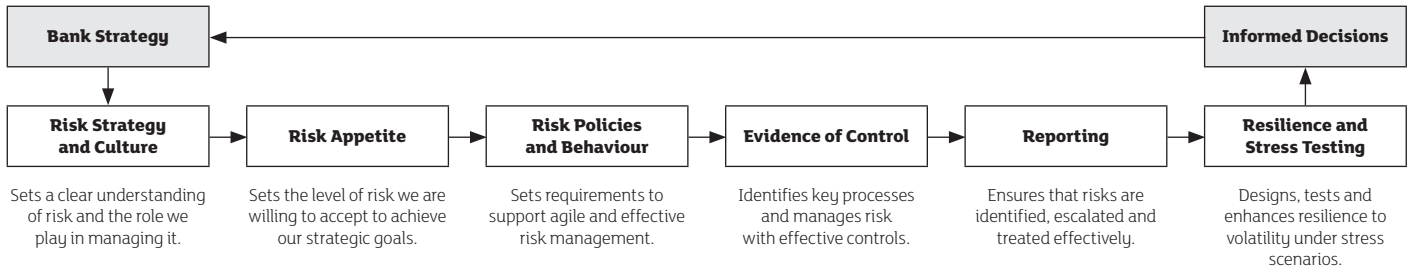 Bank Strategy
Informed Decisions
Risk Strategy
and Culture
Risk Appetite
Risk Policies
and Behaviour
Evidence of Control
Reporting
Resilience and
Stress Testing
Sets a clear understanding
of risk and the role we
play in managing it.
Sets the level of risk we are
willing to accept to achieve
our strategic goals.
Sets requirements to
support agile and effective
risk management.
Identifies key processes
and manages risk
with effective controls.
Ensures that risks are
identified, escalated and
treated effectively.
Designs, tests and
enhances resilience to
volatility under stress
scenarios.